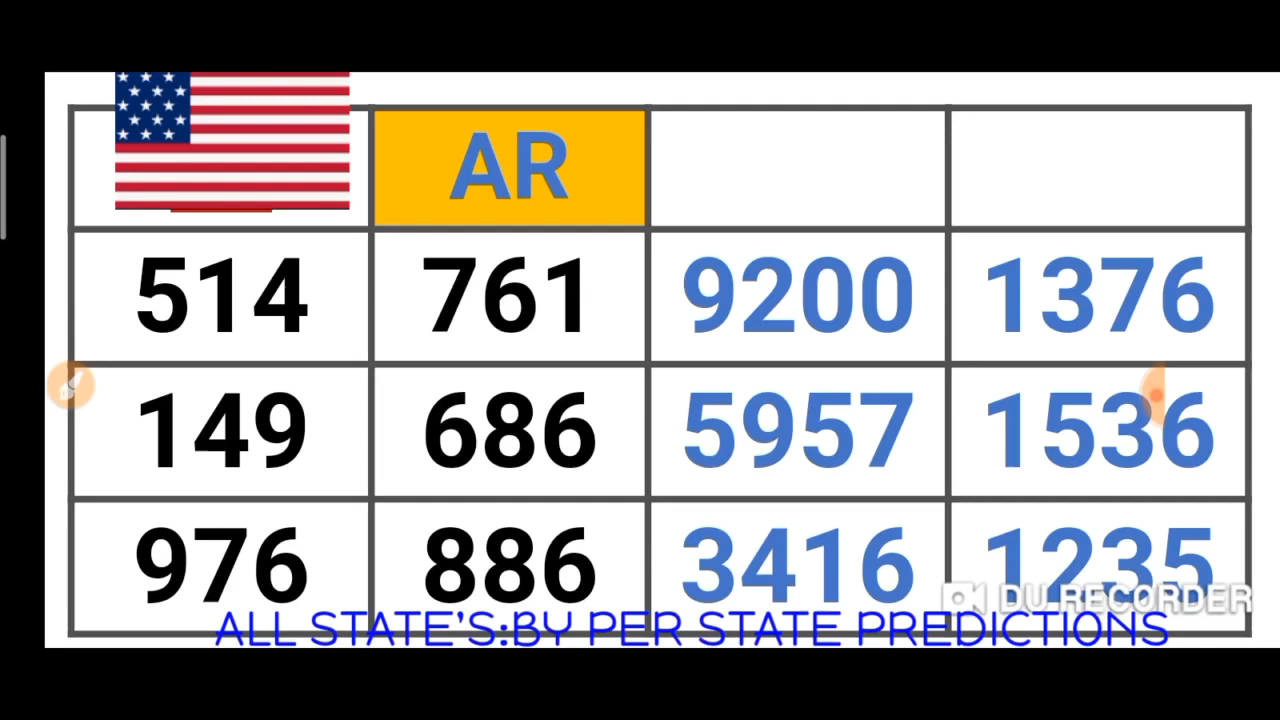 AR
514 761 9200 1376
149 686 5957 1536
976 886 3416 1235
DU RECORDER
ALL STATE'S:BY PER STATE PREDICTIONS